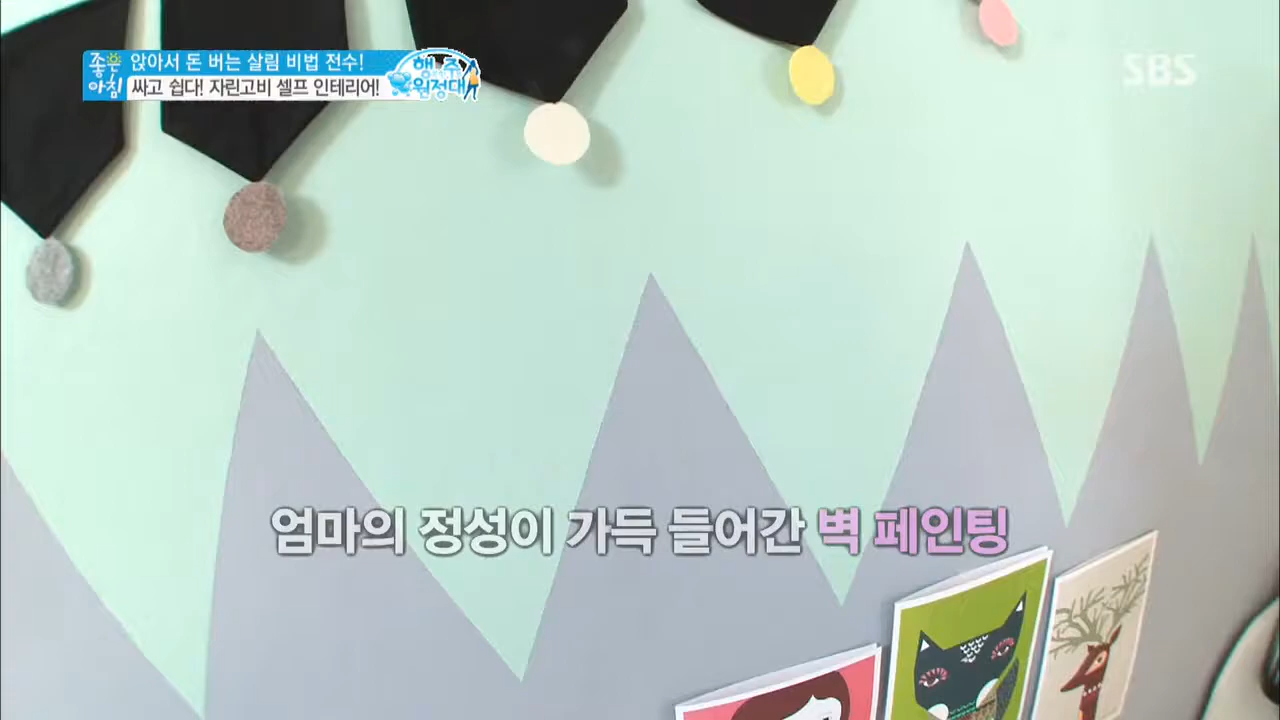 좋은 아침
앉아서 돈 버는 살림 비법 전수!
싸고 쉽다! 자린고비 셀프 인테리어!
행주 원정대
SBS
엄마의 정성이 가득 들어간 벽 페인팅